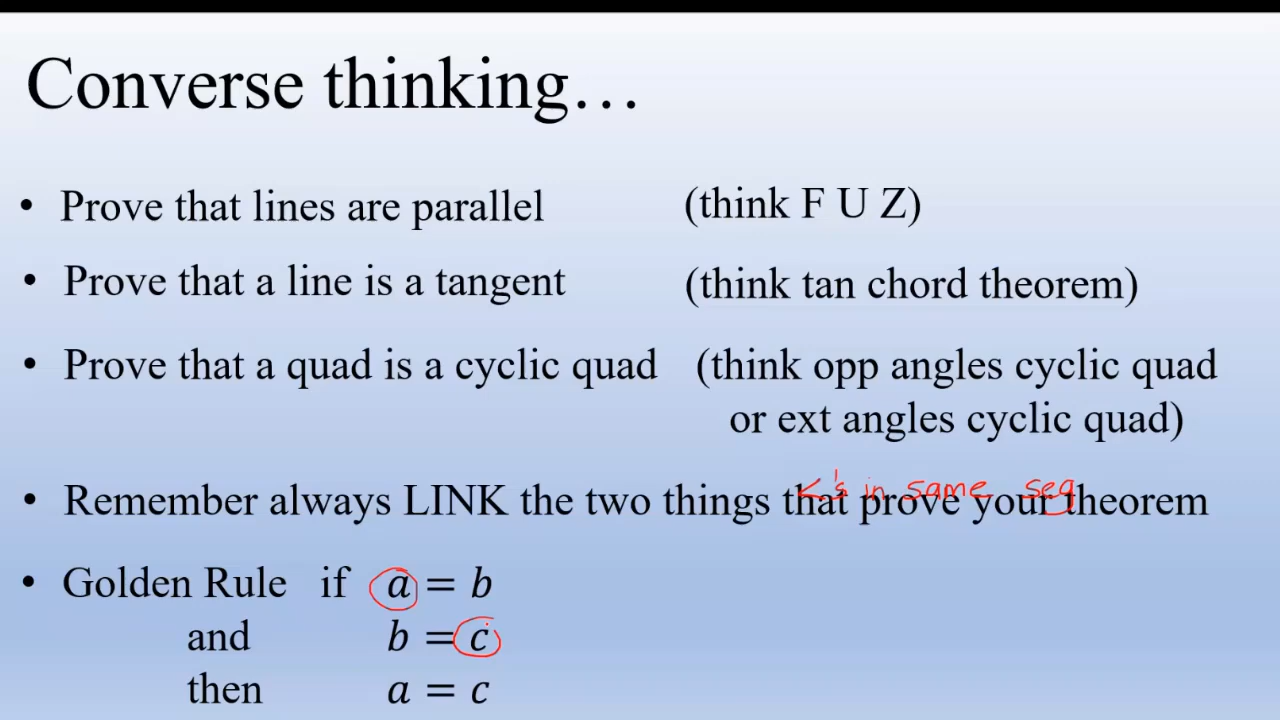 Converse thinking…
• Prove that lines are parallel (think F U Z)
• Prove that a line is a tangent (think tan chord theorem)
• Prove that a quad is a cyclic quad (think opp angles cyclic quad
or ext angles cyclic quad)
<'s in same seg
• Remember always LINK the two things that prove your theorem
• Golden Rule if a = b
and b = c
then a = c